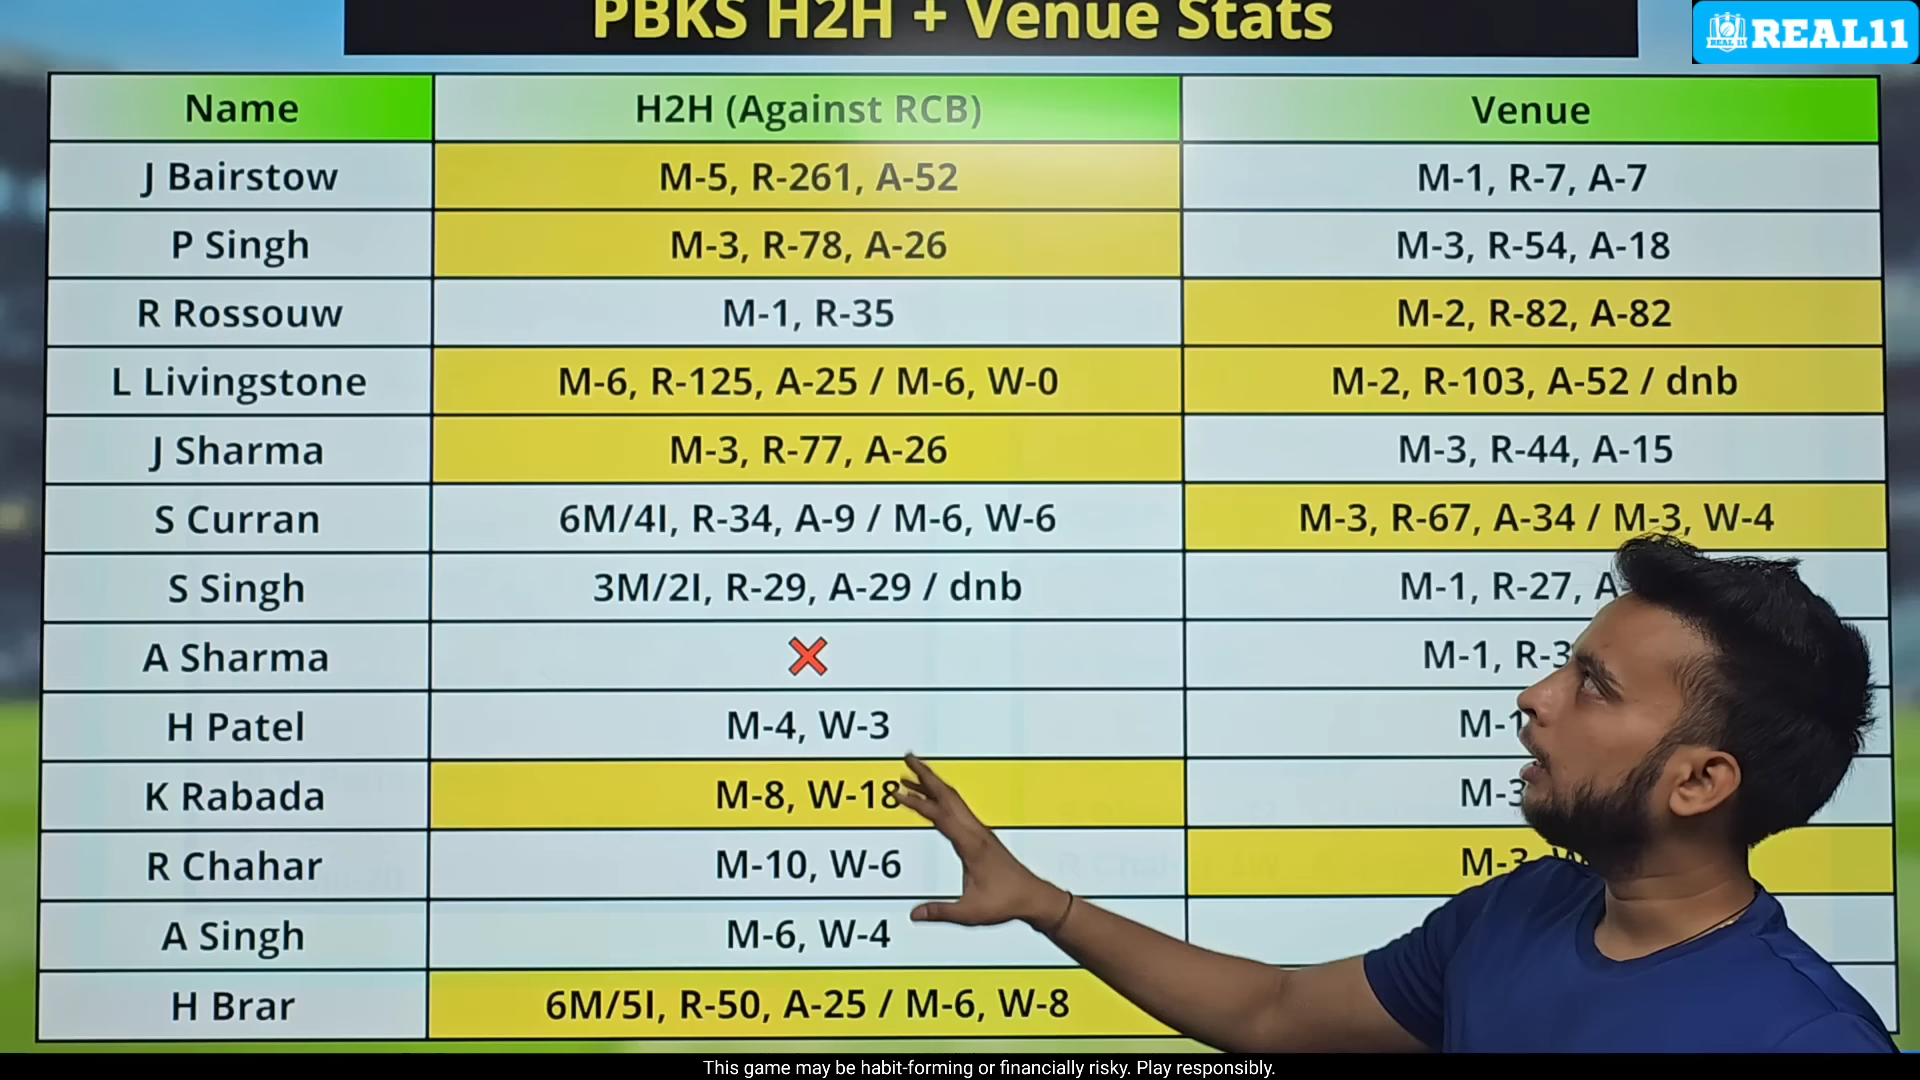 PBKS H2H + Venue Stats
REAL 11
REAL11
Name H2H (Against RCB) Venue
J Bairstow M-5, R-261, A-52 M-1, R-7, A-7
P Singh M-3, R-78, A-26 M-3, R-54, A-18
R Rossouw M-1, R-35 M-2, R-82, A-82
L Livingstone M-6, R-125, A-25 / M-6, W-0 M-2, R-103, A-52 / dnb
J Sharma M-3, R-77, A-26 M-3, R-44, A-15
S Curran 6M/4I, R-34, A-9 / M-6, W-6 M-3, R-67, A-34 / M-3, W-4
S Singh 3M/2I, R-29, A-29 / dnb M-1, R-27,
A Sharma ❌ M-1,
H Patel M-4, W-3
K Rabada M-8, W-18
R Chahar M-10, W-6 M-3,
A Singh M-6, W-4
H Brar 6M/5I, R-50, A-25 / M-6, W-8
This game may be habit-forming or financially risky. Play responsibly.